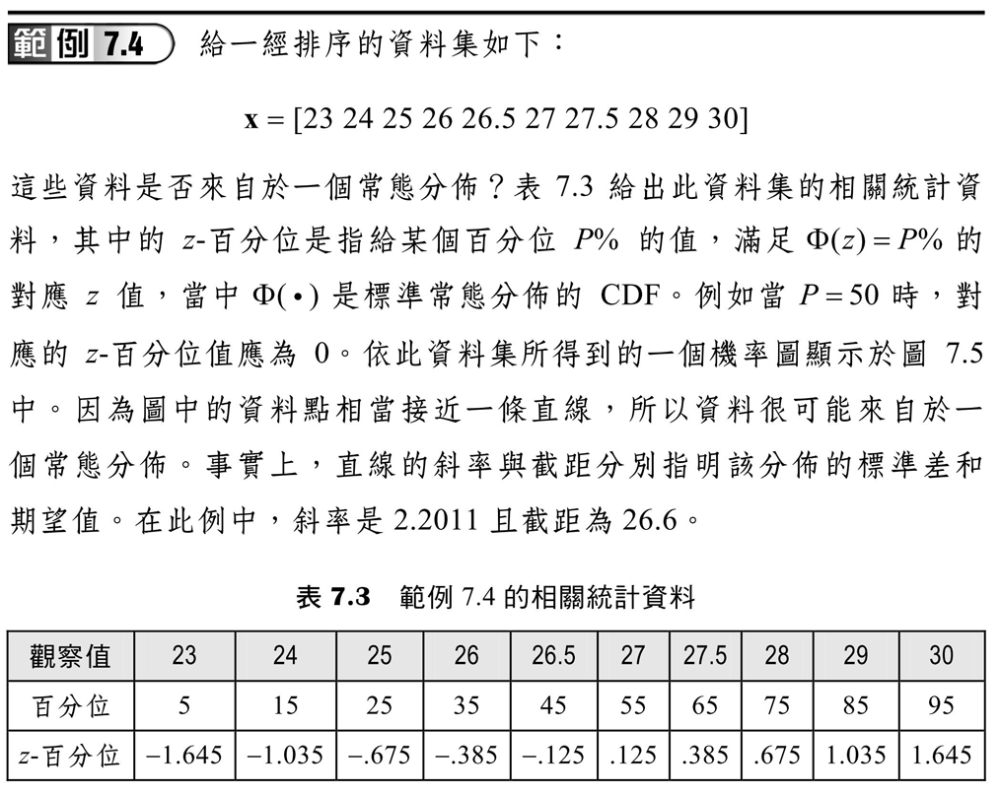 範例 7.4 給一經排序的資料集如下：
x = [23 24 25 26 26.5 27 27.5 28 29 30]
這些資料是否來自於一個常態分佈？表 7.3 給出此資料集的相關統計資
料，其中的 z-百分位是指給某個百分位 P% 的值，滿足 Φ(z) = P% 的
對應 z 值，當中 Φ(•) 是標準常態分佈的 CDF。例如當 P = 50 時，對
應的 z-百分位值應為 0。依此資料集所得到的一個機率圖顯示於圖 7.5
中。因為圖中的資料點相當接近一條直線，所以資料很可能來自於一
個常態分佈。事實上，直線的斜率與截距分別指明該分佈的標準差和
期望值。在此例中，斜率是 2.2011 且截距為 26.6。
表 7.3 範例 7.4 的相關統計資料
觀察值 23 24 25 26 26.5 27 27.5 28 29 30
百分位 5 15 25 35 45 55 65 75 85 95
z-百分位 –1.645 –1.035 –.675 –.385 –.125 .125 .385 .675 1.035 1.645